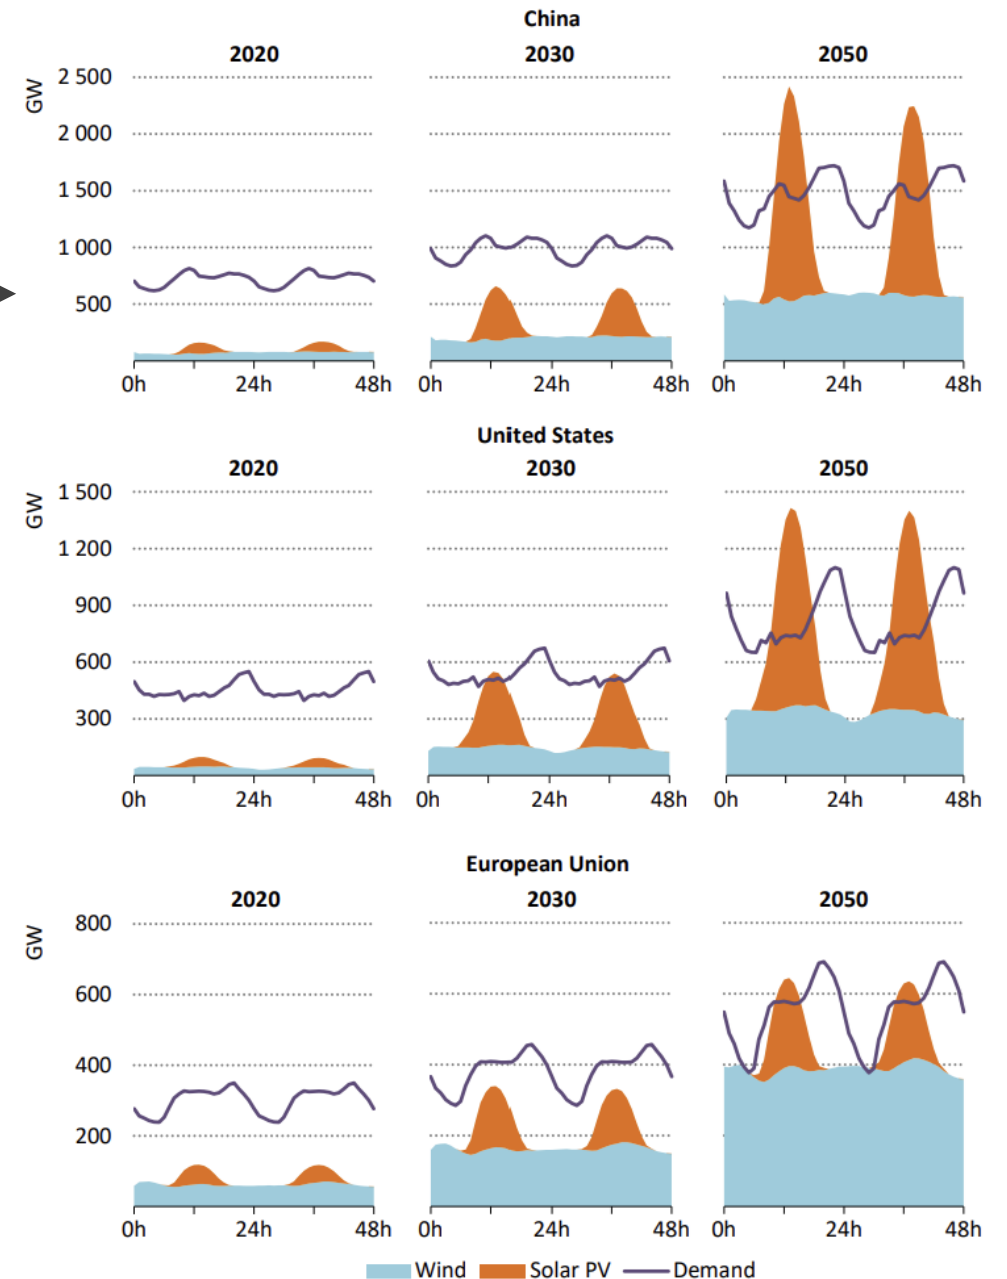 China
2020 2030 2050
GW
2 500
2 000
1 500
1 000
500
0h 24h 48h 0h 24h 48h 0h 24h 48h
United States
2020 2030 2050
GW
1 500
1 200
900
600
300
0h 24h 48h 0h 24h 48h 0h 24h 48h
European Union
2020 2030 2050
GW
800
600
400
200
0h 24h 48h 0h 24h 48h 0h 24h 48h
Wind Solar PV Demand